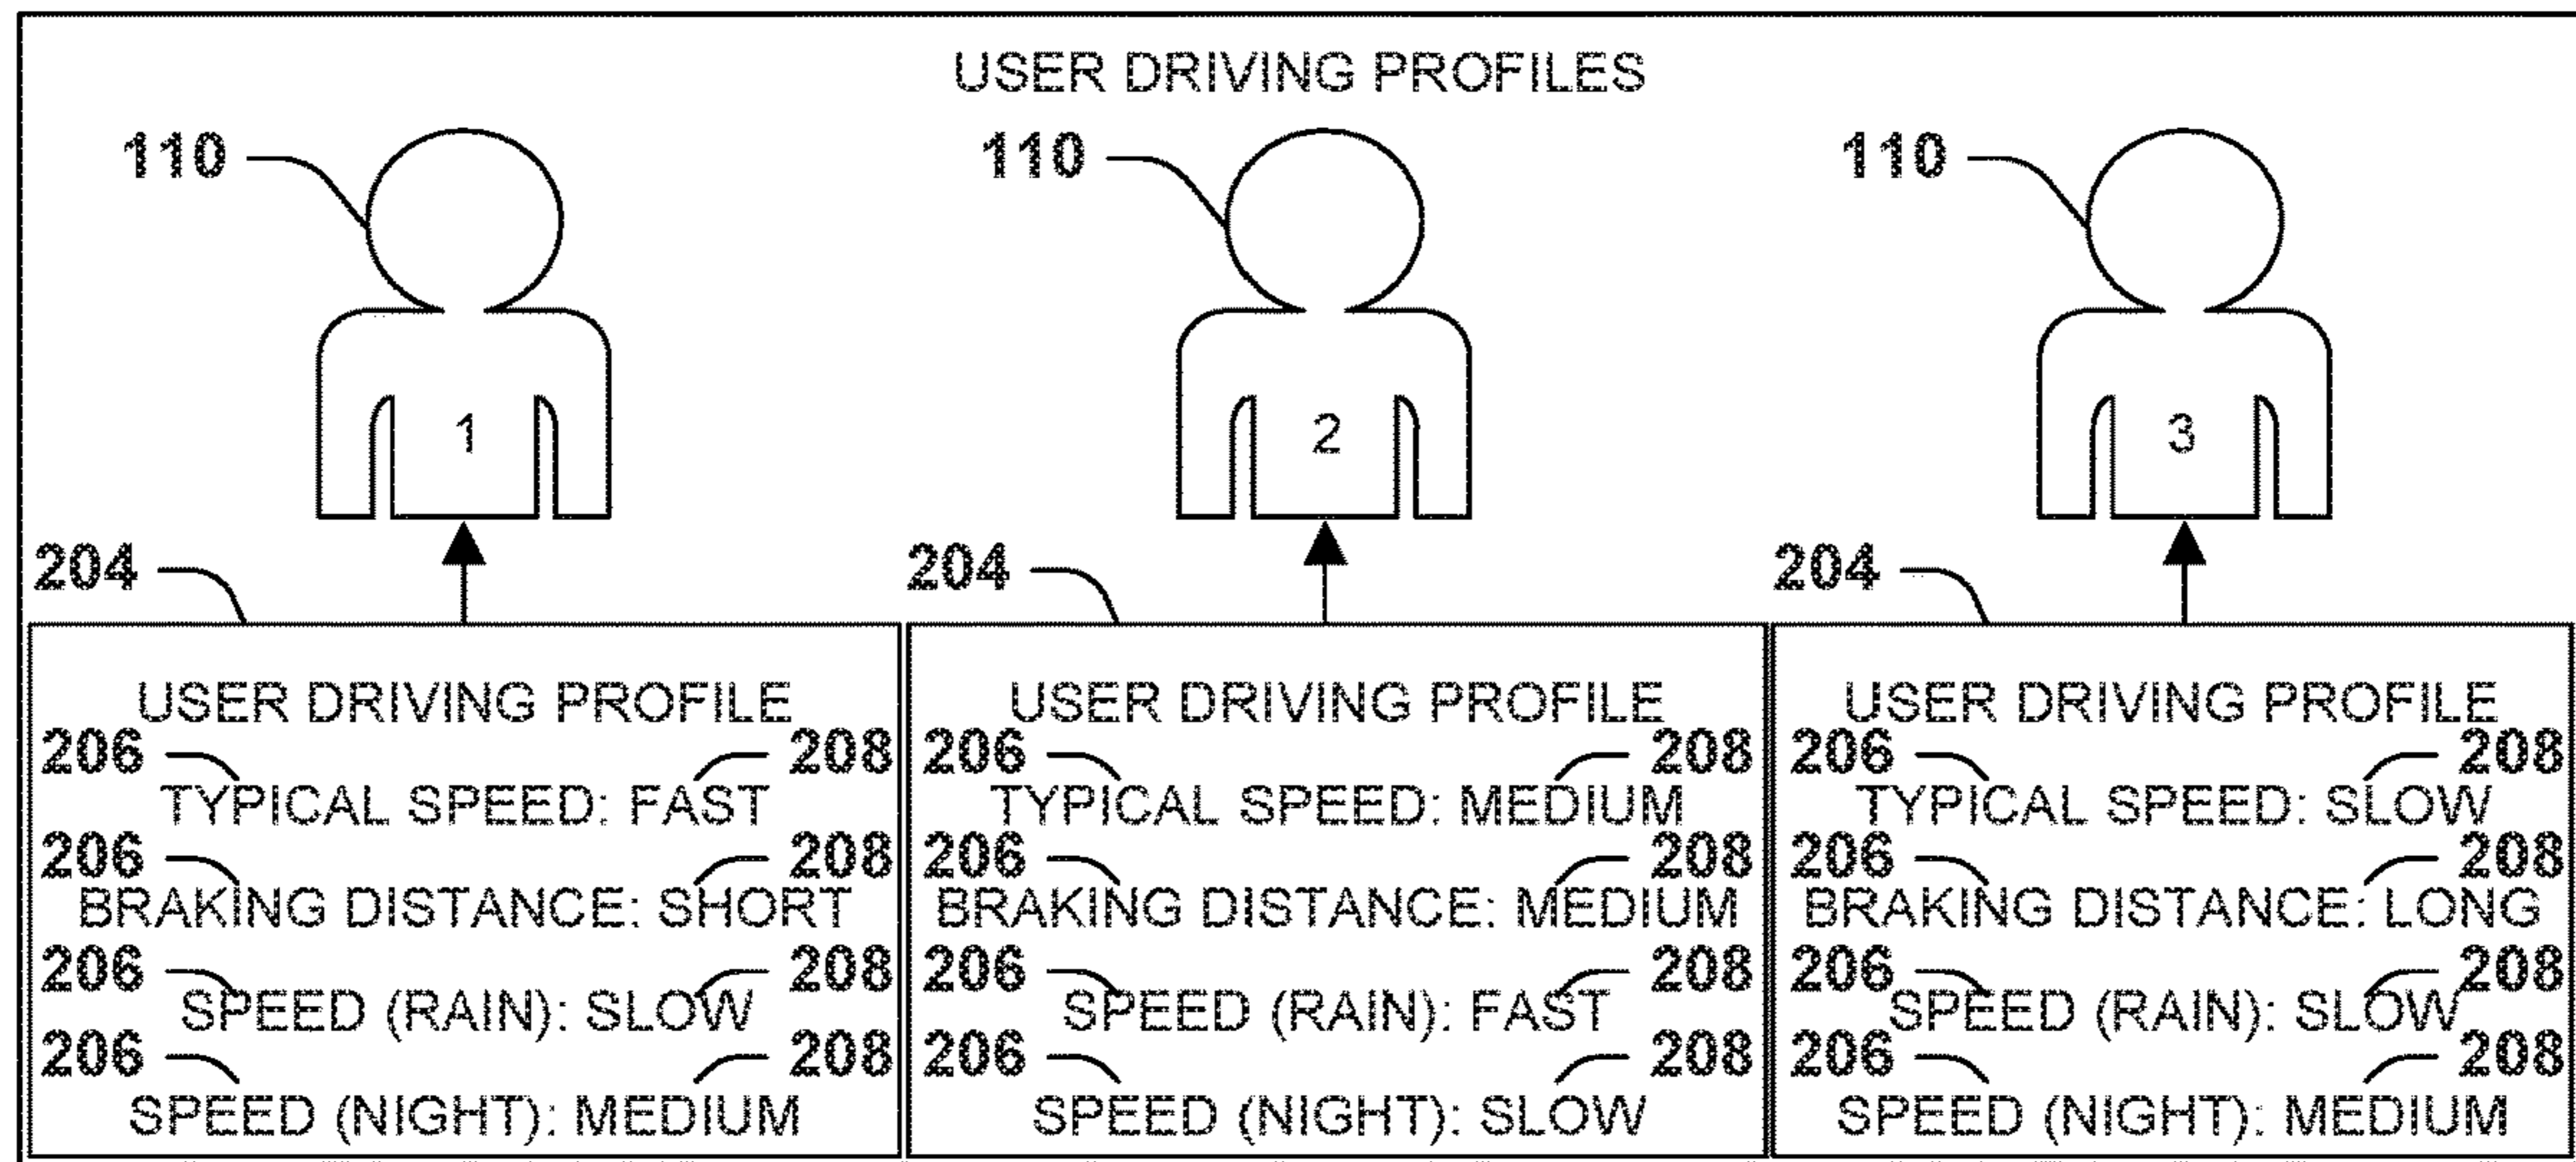 USER DRIVING PROFILES
110 110 110
1 2 3
204 204 204
USER DRIVING PROFILE
206 208
TYPICAL SPEED: FAST
206 208
BRAKING DISTANCE: SHORT
206 208
SPEED (RAIN): SLOW
206 208
SPEED (NIGHT): MEDIUM
USER DRIVING PROFILE
206 208
TYPICAL SPEED: MEDIUM
206 208
BRAKING DISTANCE: MEDIUM
206 208
SPEED (RAIN): FAST
206 208
SPEED (NIGHT): SLOW
USER DRIVING PROFILE
206 208
TYPICAL SPEED: SLOW
206 208
BRAKING DISTANCE: LONG
206 208
SPEED (RAIN): SLOW
206 208
SPEED (NIGHT): MEDIUM